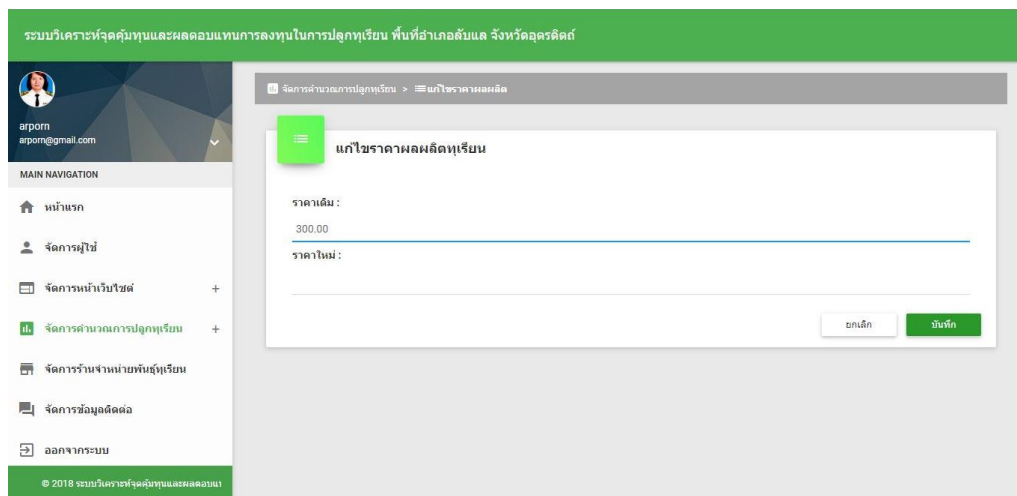 ระบบวิเคราะห์จุดคุ้มทุนและผลตอบแทนการลงทุนในการปลูกทุเรียน พื้นที่อำเภอลับแล จังหวัดอุตรดิตถ์
arporn
arporn@gmail.com
MAIN NAVIGATION
หน้าแรก
จัดการผู้ใช้
จัดการหน้าเว็บไซต์ +
จัดการคำนวณการปลูกทุเรียน +
จัดการร้านจำหน่ายพันธุ์ทุเรียน
จัดการข้อมูลติดต่อ
ออกจากระบบ
© 2018 ระบบวิเคราะห์จุดคุ้มทุนและผลตอบแท
จัดการคำนวณการปลูกทุเรียน > แก้ไขราคาผลผลิต
แก้ไขราคาผลผลิตทุเรียน
ราคาเดิม :
300.00
ราคาใหม่ :
ยกเลิก บันทึก